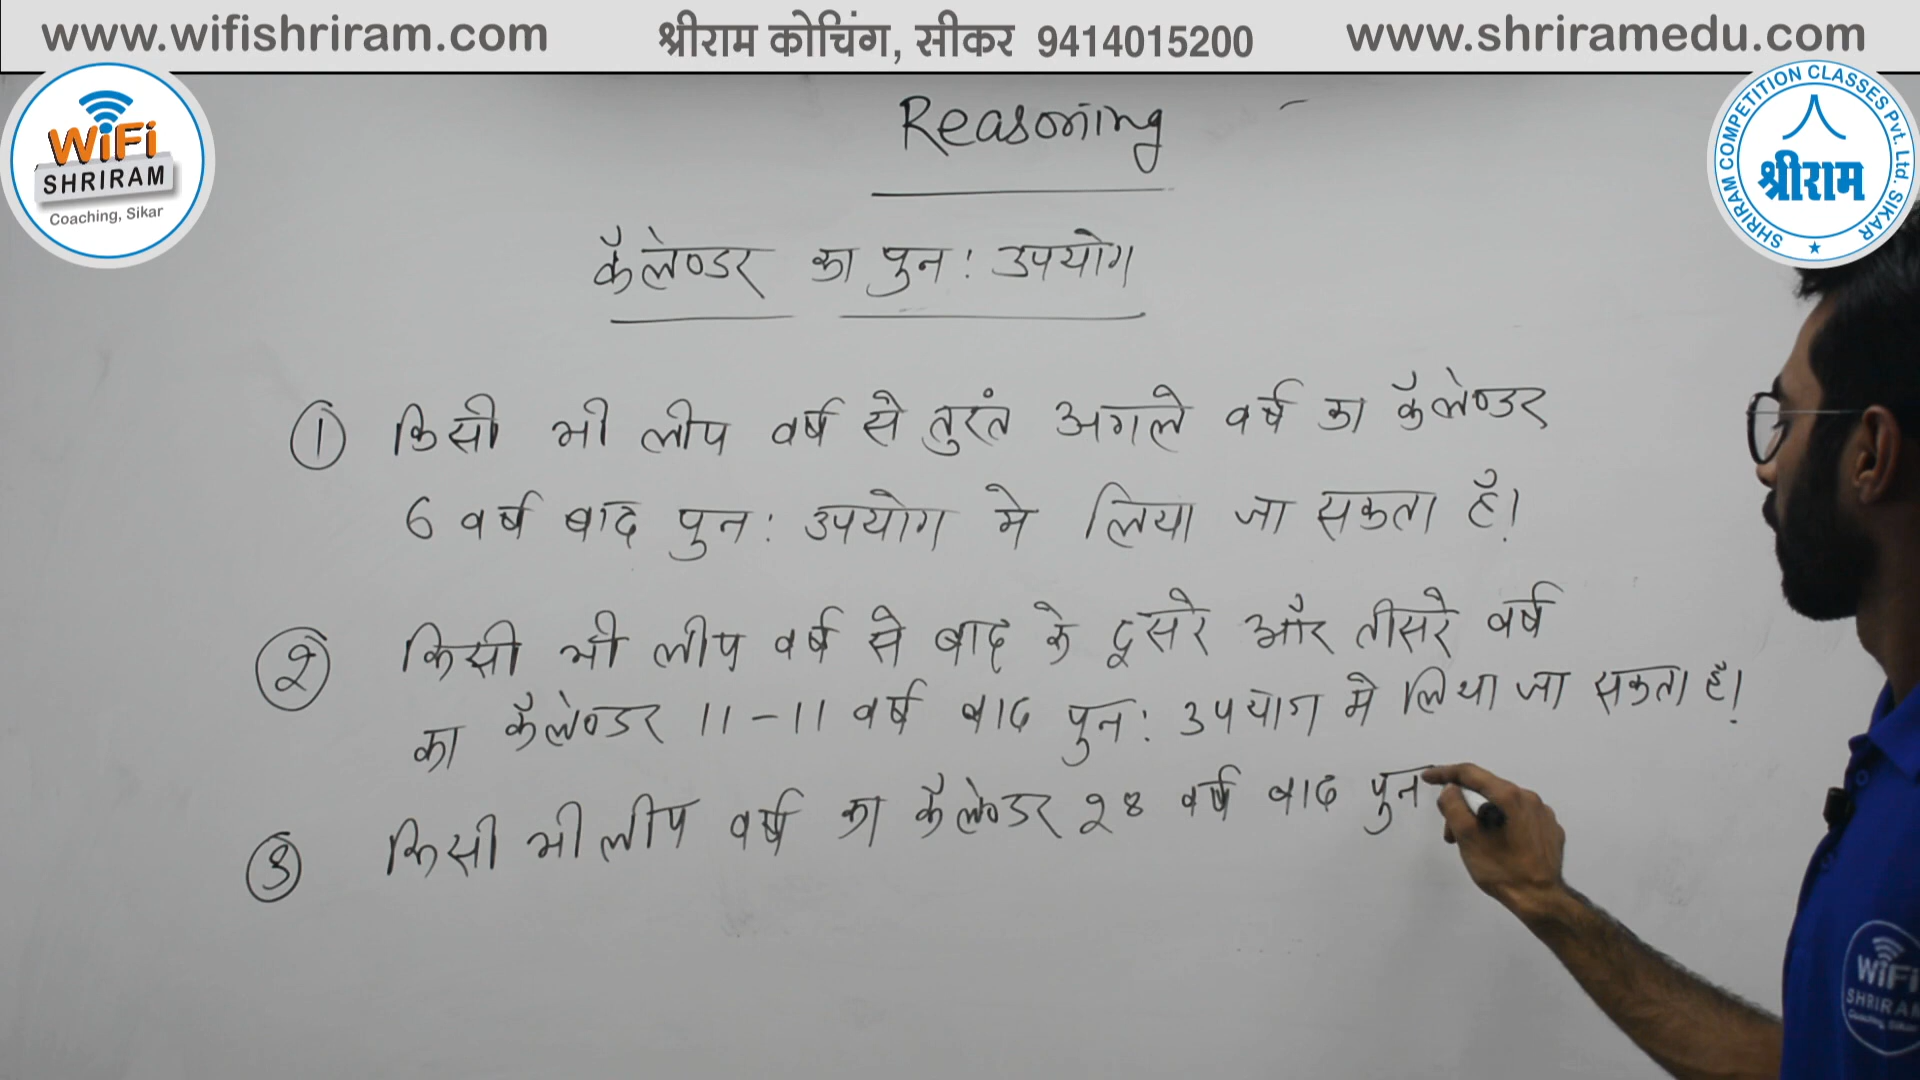 www.wifishriram.com श्रीराम कोचिंग, सीकर 9414015200 www.shriramedu.com
WiFi
SHRIRAM
Coaching, Sikar
SHRIRAM COMPETITION CLASSES Pvt. Ltd. SIKAR
श्रीराम
Reasoning
कैलेण्डर का पुन: उपयोग
① किसी भी लीप वर्ष से तुरंत अगले वर्ष का कैलेण्डर
6 वर्ष बाद पुन: उपयोग मे लिया जा सकता है।
② किसी भी लीप वर्ष से बाद के दूसरे और तीसरे वर्ष
का कैलेण्डर 11-11 वर्ष बाद पुन: उपयोग मे लिया जा सकता है।
③ किसी भी लीप वर्ष का कैलेण्डर 28 वर्ष बाद पुन
WiFi
SHRIRAM